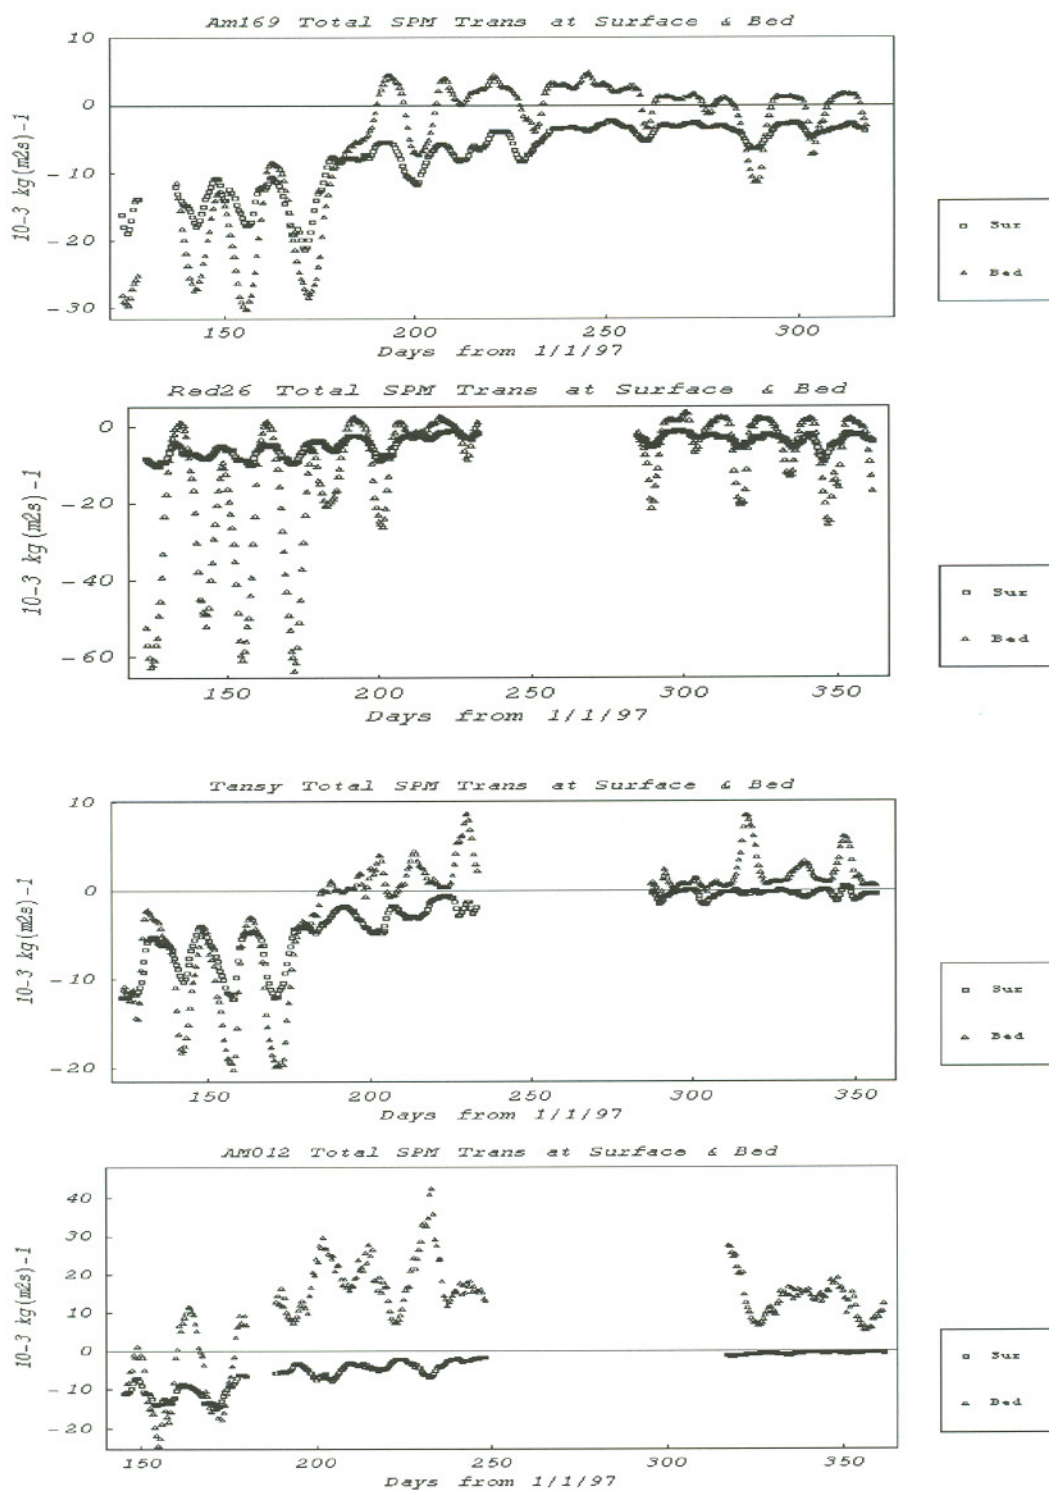 Am169 Total SPM Trans at Surface & Bed
10
0
-10
-20
-30
10-3 kg(m2s)-1
150 200 250 300
Days from 1/1/97
Sur
Bed
Red26 Total SPM Trans at Surface & Bed
0
-20
-40
-60
10-3 kg(m2s)-1
150 200 250 300 350
Days from 1/1/97
Sur
Bed
Tansy Total SPM Trans at Surface & Bed
10
0
-10
-20
10-3 kg(m2s)-1
150 200 250 300 350
Days from 1/1/97
Sur
Bed
AM012 Total SPM Trans at Surface & Bed
40
30
20
10
0
-10
-20
10-3 kg(m2s)-1
150 200 250 300 350
Days from 1/1/97
Sur
Bed